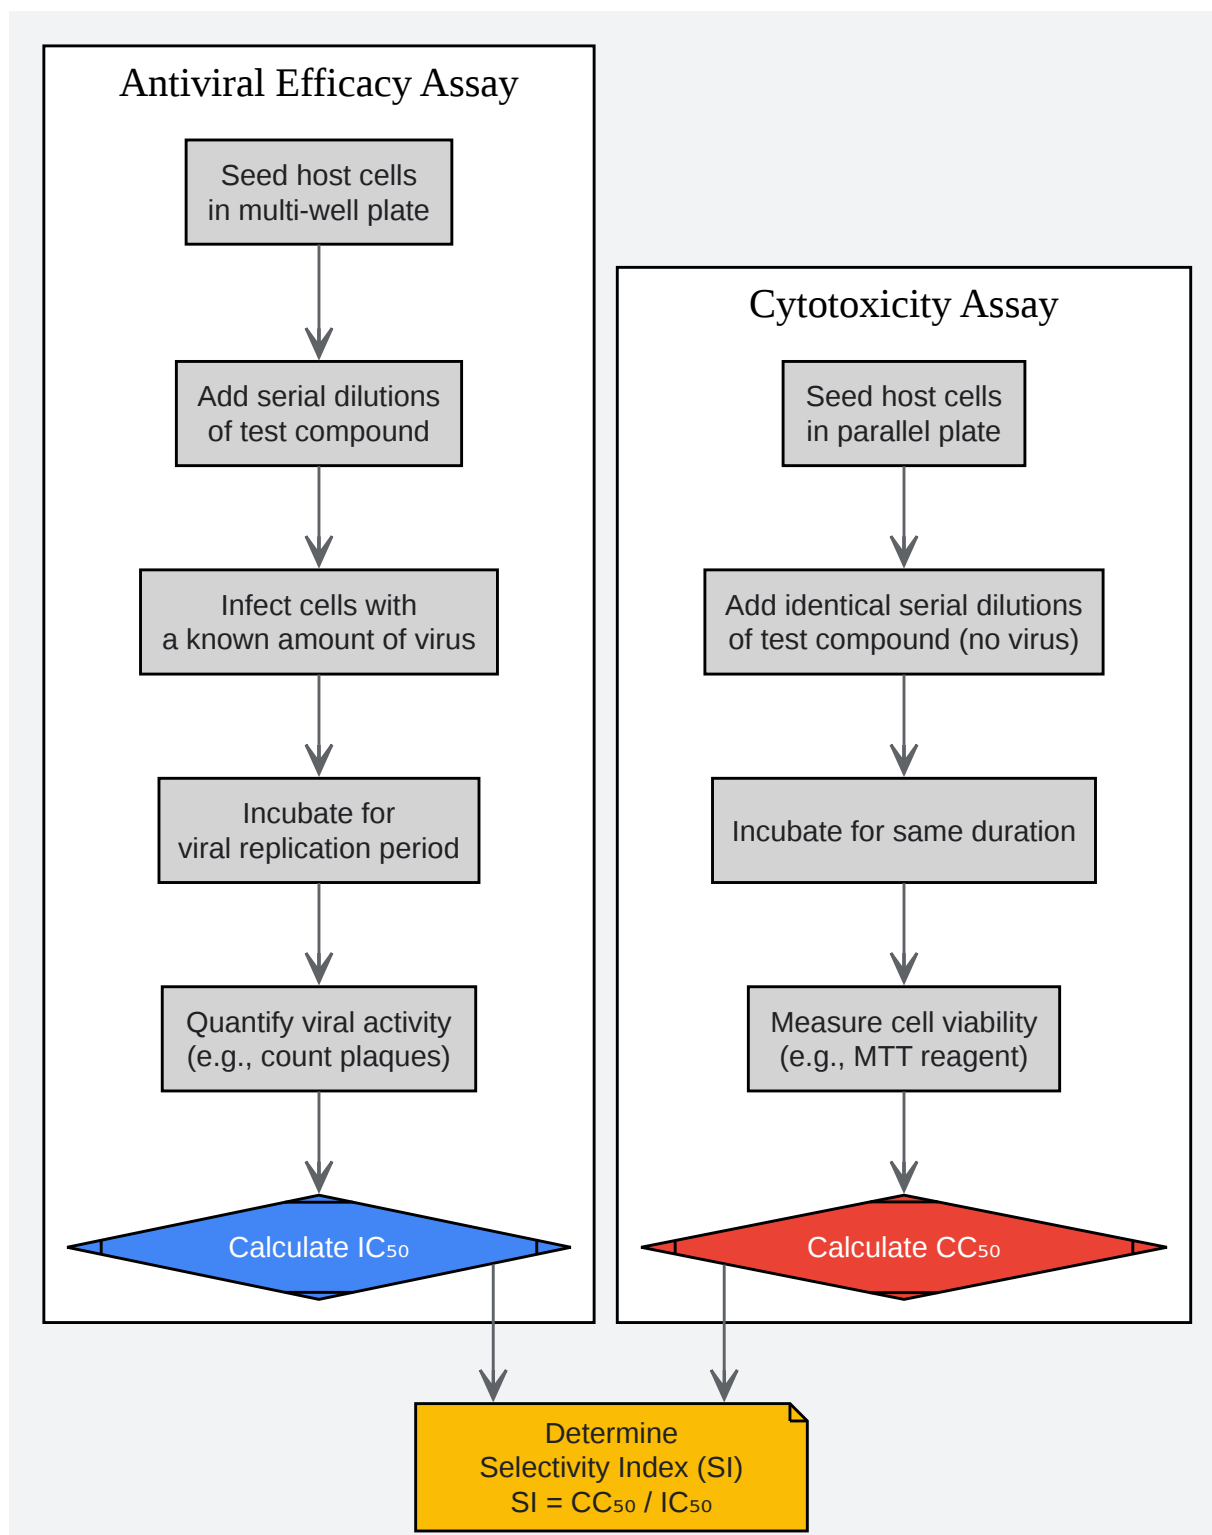 Antiviral Efficacy Assay
Seed host cells
in multi-well plate
Add serial dilutions
of test compound
Infect cells with
a known amount of virus
Incubate for
viral replication period
Quantify viral activity
(e.g., count plaques)
Calculate IC₅₀
Cytotoxicity Assay
Seed host cells
in parallel plate
Add identical serial dilutions
of test compound (no virus)
Incubate for same duration
Measure cell viability
(e.g., MTT reagent)
Calculate CC₅₀
Determine
Selectivity Index (SI)
SI = CC₅₀ / IC₅₀